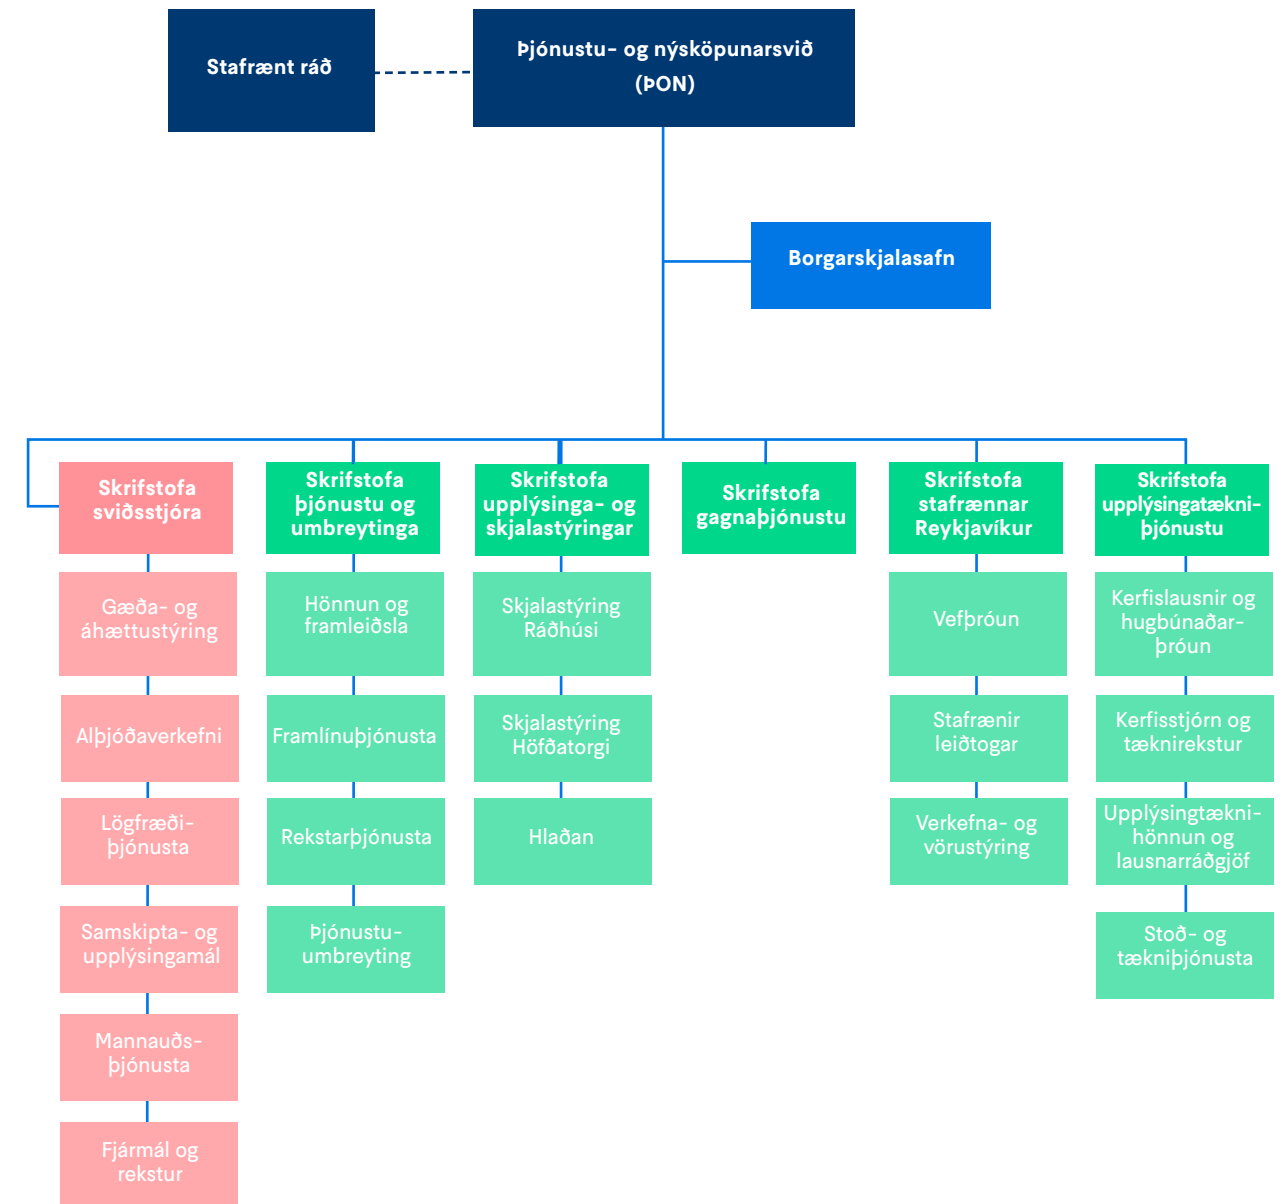 Stafrænt ráð
Þjónustu- og nýsköpunarsvið
(ÞON)
Borgarskjalasafn
Skrifstofa
sviðsstjóra
Gæða- og
áhættustýring
Alþjóðaverkefni
Lögfræði-
þjónusta
Samskipta- og
upplýsingamál
Mannauðs-
þjónusta
Fjármál og
rekstur
Skrifstofa
þjónustu og
umbreytinga
Hönnun og
framleiðsla
Framlínuþjónusta
Rekstarþjónusta
Þjónustu-
umbreyting
Skrifstofa
upplýsinga- og
skjalastýringar
Skjalastýring
Ráðhúsi
Skjalastýring
Höfðatorgi
Hlaðan
Skrifstofa
gagnaþjónustu
Skrifstofa
stafrænnar
Reykjavíkur
Vefþróun
Stafrænir
leiðtogar
Verkefna- og
vörustýring
Skrifstofa
upplýsingatækni-
þjónustu
Kerfislausnir og
hugbúnaðar-
þróun
Kerfisstjórn og
tæknirekstur
Upplýsingtækni-
hönnun og
lausnarráðgjöf
Stoð- og
tækniþjónusta